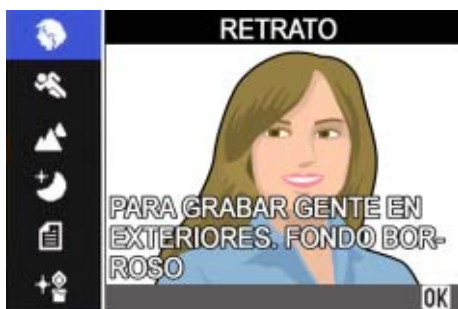 RETRATO
PARA GRABAR GENTE EN
EXTERIORES. FONDO BOR-
ROSO
OK